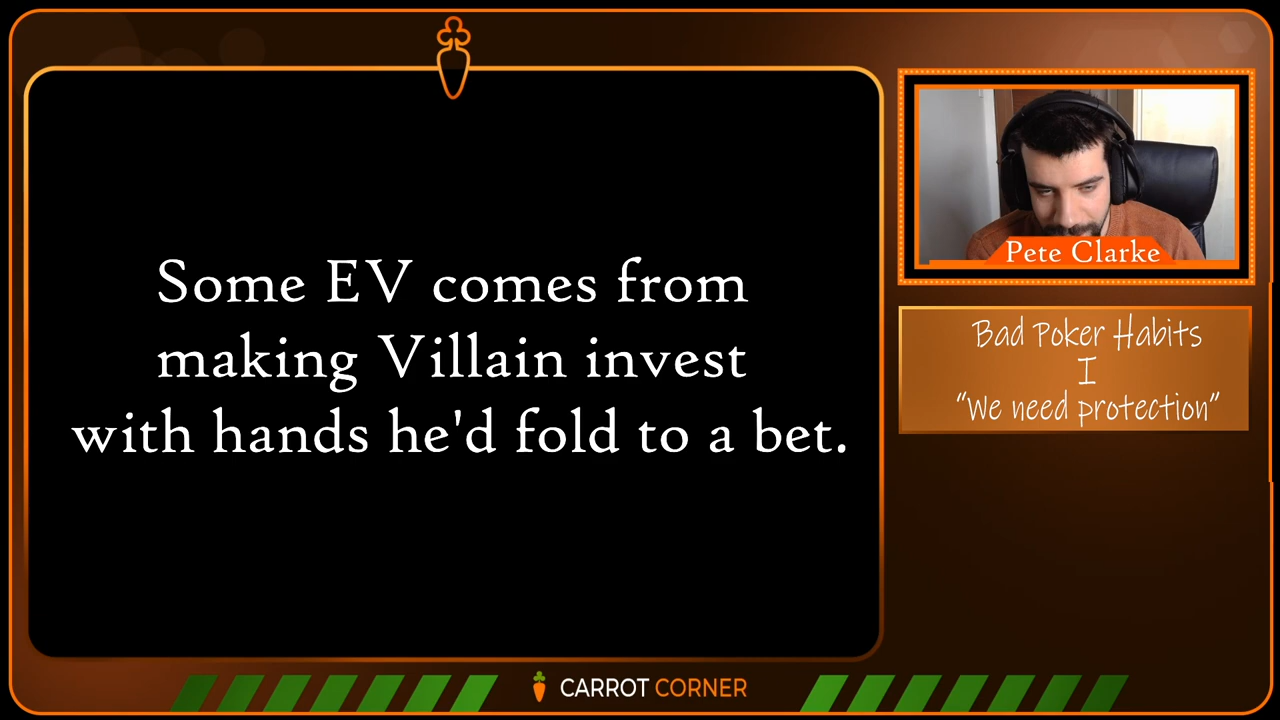 Some EV comes from
making Villain invest
with hands he'd fold to a bet.
Pete Clarke
Bad Poker Habits
I
“We need protection”
CARROT CORNER